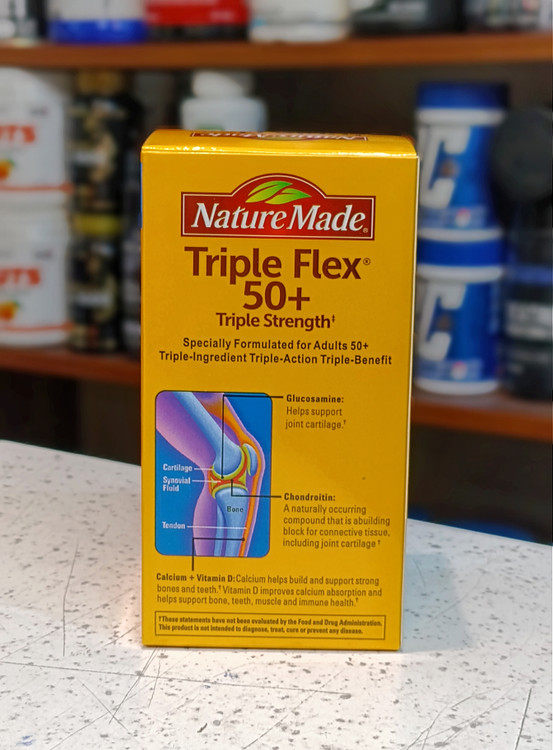 Nature Made®
Triple Flex®
50+
Triple Strength†
Specially Formulated for Adults 50+
Triple-Ingredient Triple-Action Triple-Benefit
Glucosamine:
Helps support
joint cartilage.†
Cartilage
Synovial
Fluid
Bone
Tendon
Chondroitin:
A naturally occurring
compound that is abuilding
block for connective tissue,
including joint cartilage †
Calcium + Vitamin D: Calcium helps build and support strong
bones and teeth.† Vitamin D improves calcium absorption and
helps support bone, teeth, muscle and immune health.†
†These statements have not been evaluated by the Food and Drug Administration.
This product is not intended to diagnose, treat, cure or prevent any disease.